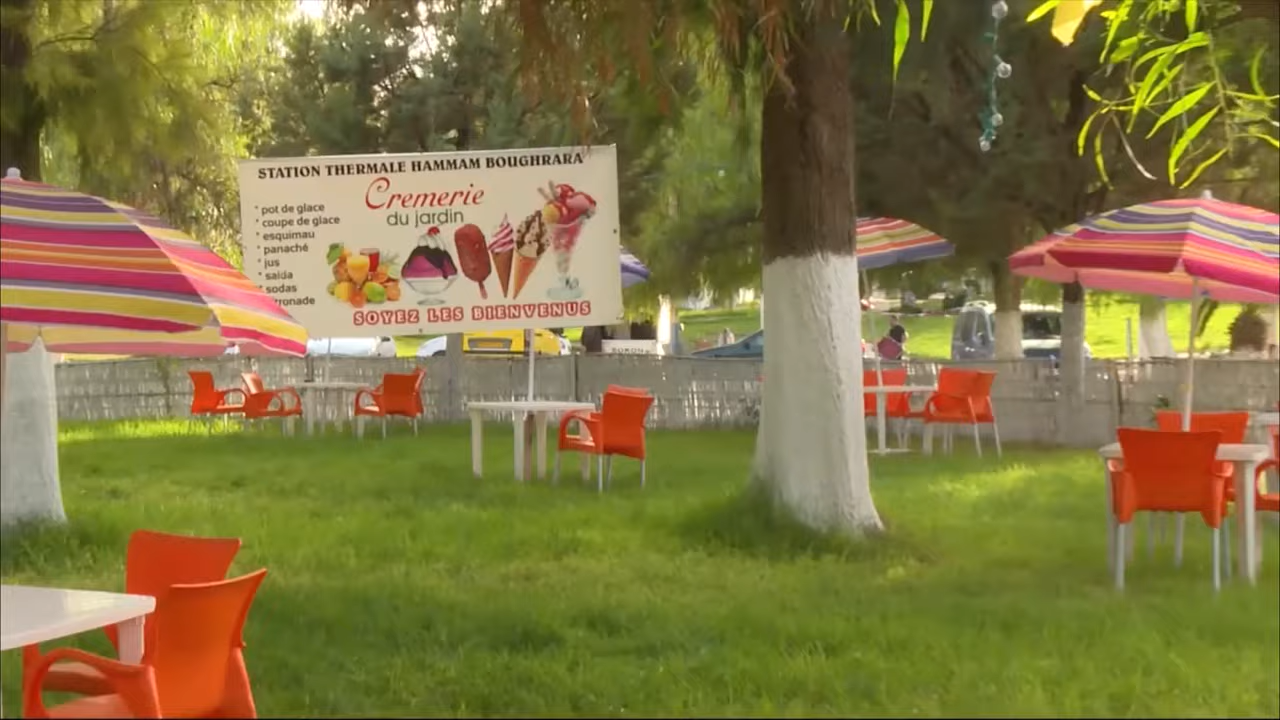 STATION THERMALE HAMMAM BOUGHRARA
Cremerie
du jardin
* pot de glace
* coupe de glace
* esquimau
* panaché
* jus
* saida
* sodas
SOYEZ LES BIENVENUS